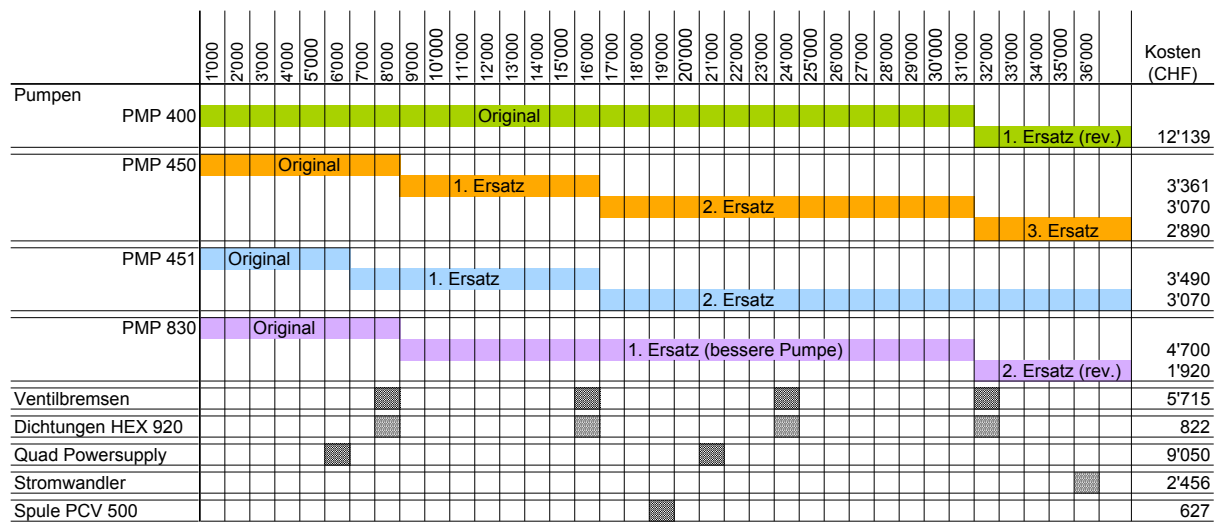 1'000 2'000 3'000 4'000 5'000 6'000 7'000 8'000 9'000 10'000 11'000 12'000 13'000 14'000 15'000 16'000 17'000 18'000 19'000 20'000 21'000 22'000 23'000 24'000 25'000 26'000 27'000 28'000 29'000 30'000 31'000 32'000 33'000 34'000 35'000 36'000 Kosten
(CHF)
Pumpen
PMP 400 Original
1. Ersatz (rev.) 12'139
PMP 450 Original
1. Ersatz 3'361
2. Ersatz 3'070
3. Ersatz 2'890
PMP 451 Original
1. Ersatz 3'490
2. Ersatz 3'070
PMP 830 Original
1. Ersatz (bessere Pumpe) 4'700
2. Ersatz (rev.) 1'920
Ventilbremsen 5'715
Dichtungen HEX 920 822
Quad Powersupply 9'050
Stromwandler 2'456
Spule PCV 500 627